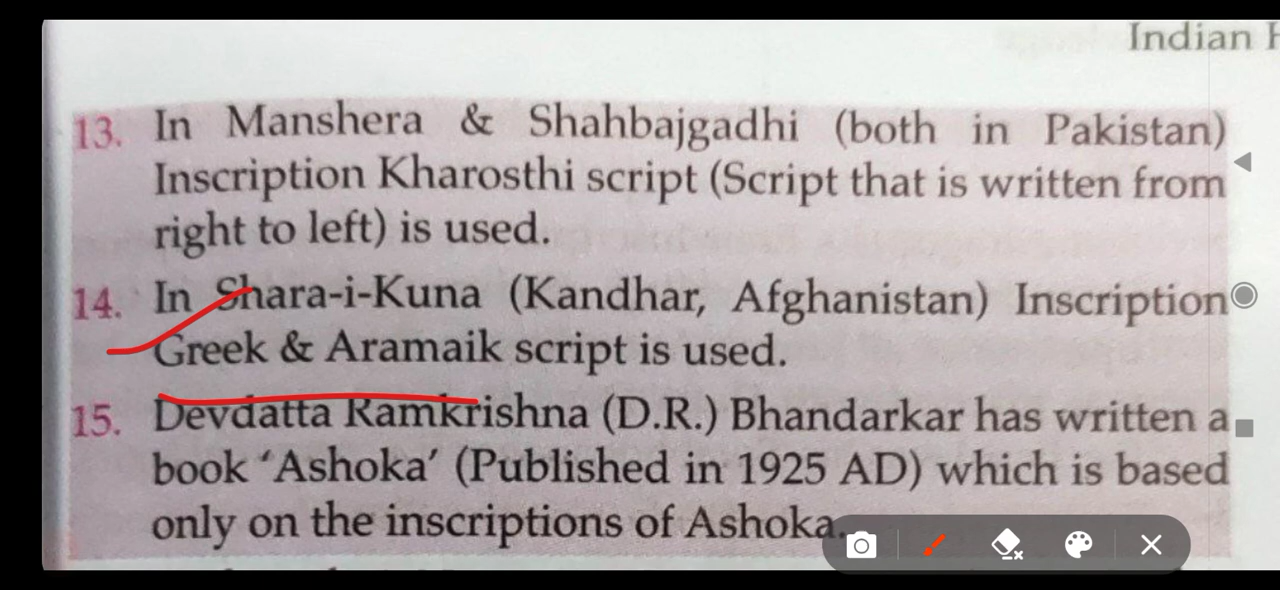 Indian
13. In Manshera & Shahbajgadhi (both in Pakistan)
Inscription Kharosthi script (Script that is written from
right to left) is used.
14. In Shara-i-Kuna (Kandhar, Afghanistan) Inscription
Greek & Aramaik script is used.
15. Devdatta Ramkrishna (D.R.) Bhandarkar has written a
book ‘Ashoka’ (Published in 1925 AD) which is based
only on the inscriptions of Ashoka.